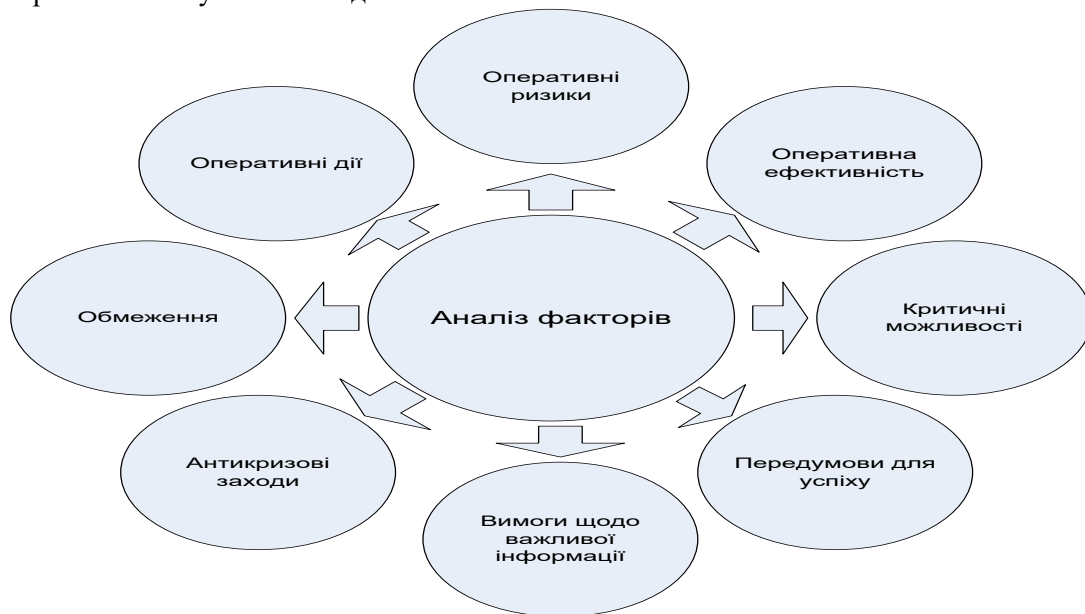 Оперативні
ризики
Оперативні дії
Оперативна
ефективність
Обмеження
Аналіз факторів
Критичні
можливості
Антикризові
заходи
Передумови для
успіху
Вимоги щодо
важливої
інформації